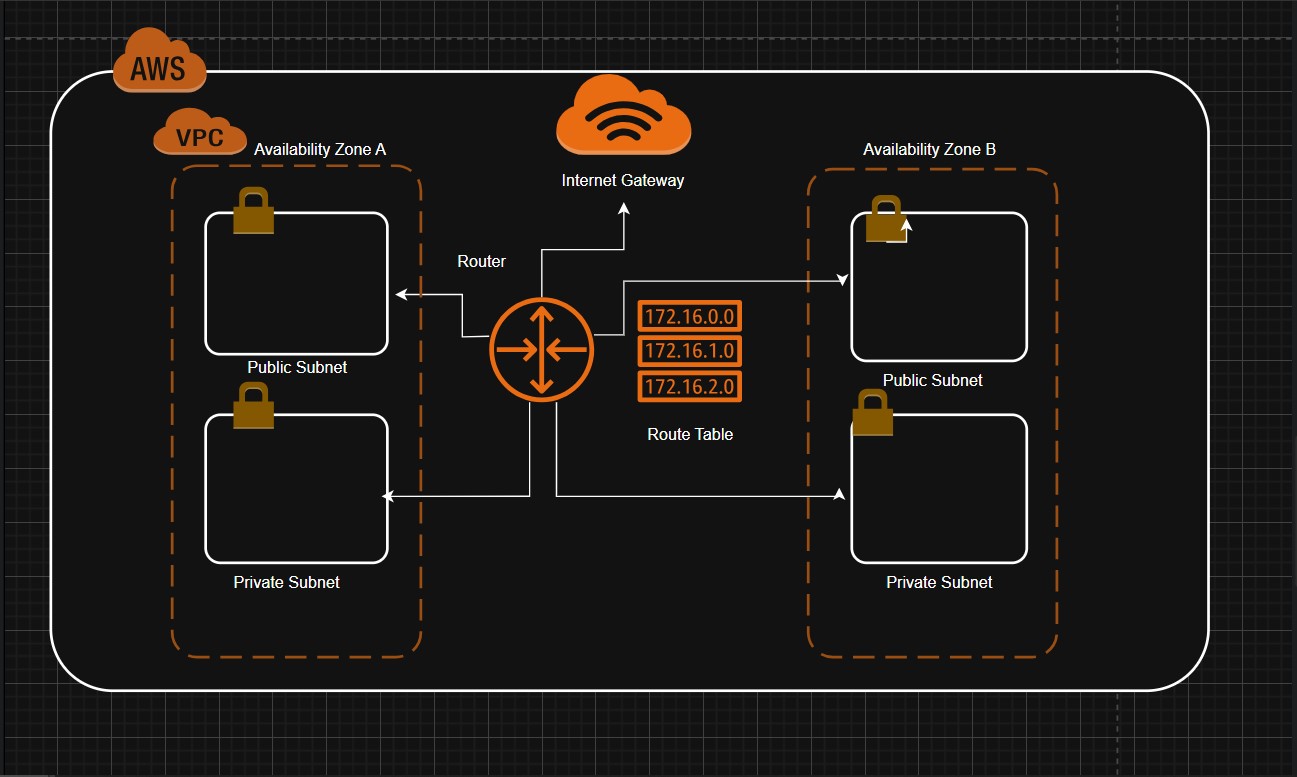 AWS
VPC
Availability Zone A
Availability Zone B
Internet Gateway
Router
172.16.0.0
172.16.1.0
172.16.2.0
Public Subnet
Public Subnet
Route Table
Private Subnet
Private Subnet